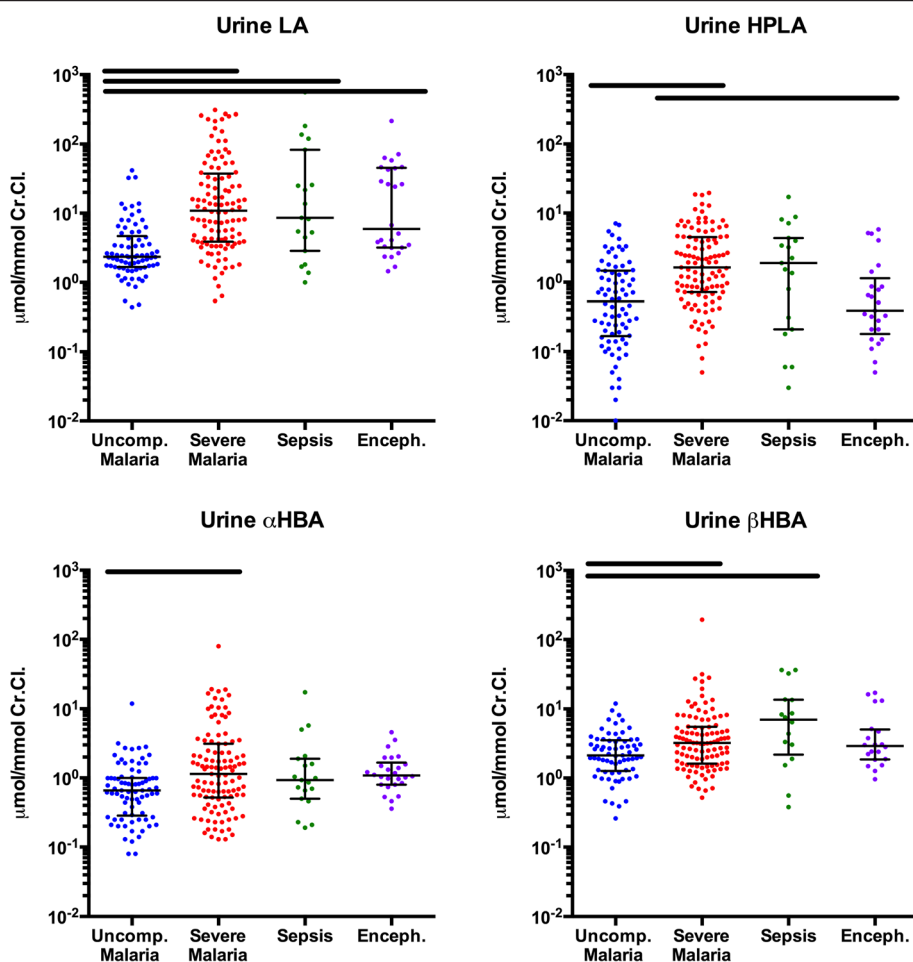 Urine LA
µmol/mmol Cr.Cl.
10³
10²
10¹
10⁰
10⁻¹
10⁻²
Uncomp. Malaria
Severe Malaria
Sepsis
Enceph.
Urine HPLA
µmol/mmol Cr.Cl.
10³
10²
10¹
10⁰
10⁻¹
10⁻²
Uncomp. Malaria
Severe Malaria
Sepsis
Enceph.
Urine αHBA
µmol/mmol Cr.Cl.
10³
10²
10¹
10⁰
10⁻¹
10⁻²
Uncomp. Malaria
Severe Malaria
Sepsis
Enceph.
Urine βHBA
µmol/mmol Cr.Cl.
10³
10²
10¹
10⁰
10⁻¹
10⁻²
Uncomp. Malaria
Severe Malaria
Sepsis
Enceph.